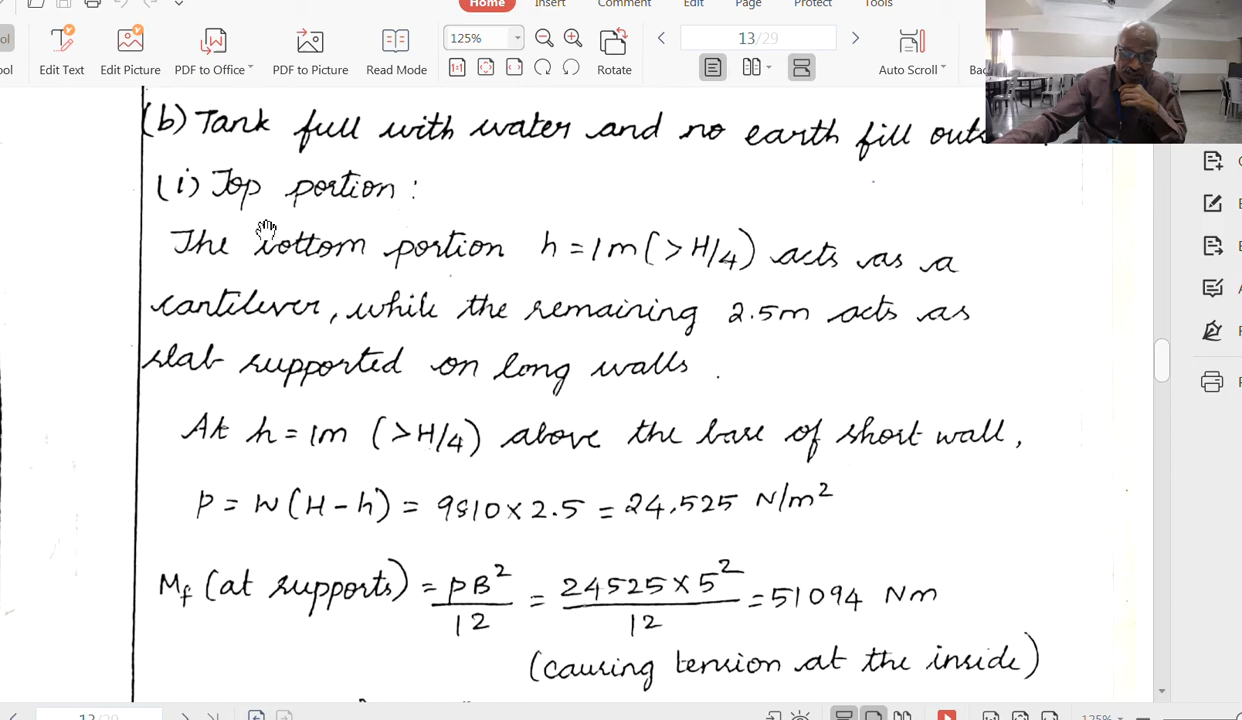 Home Insert Comment Edit Page Protect Tools
125% 13/29
Edit Text Edit Picture PDF to Office PDF to Picture Read Mode Rotate Auto Scroll
(b) Tank full with water and no earth fill
(i) Top portion :
The bottom portion h = 1m (> H/4) acts as a
cantilever, while the remaining 2.5m acts as
slab supported on long walls .
At h = 1m (> H/4) above the base of short wall,
P = W (H - h) = 9810 x 2.5 = 24,525 N/m²
Mf (at supports) = pB²/12 = 24525 x 5²/12 = 51094 Nm
(causing tension at the inside)
125%